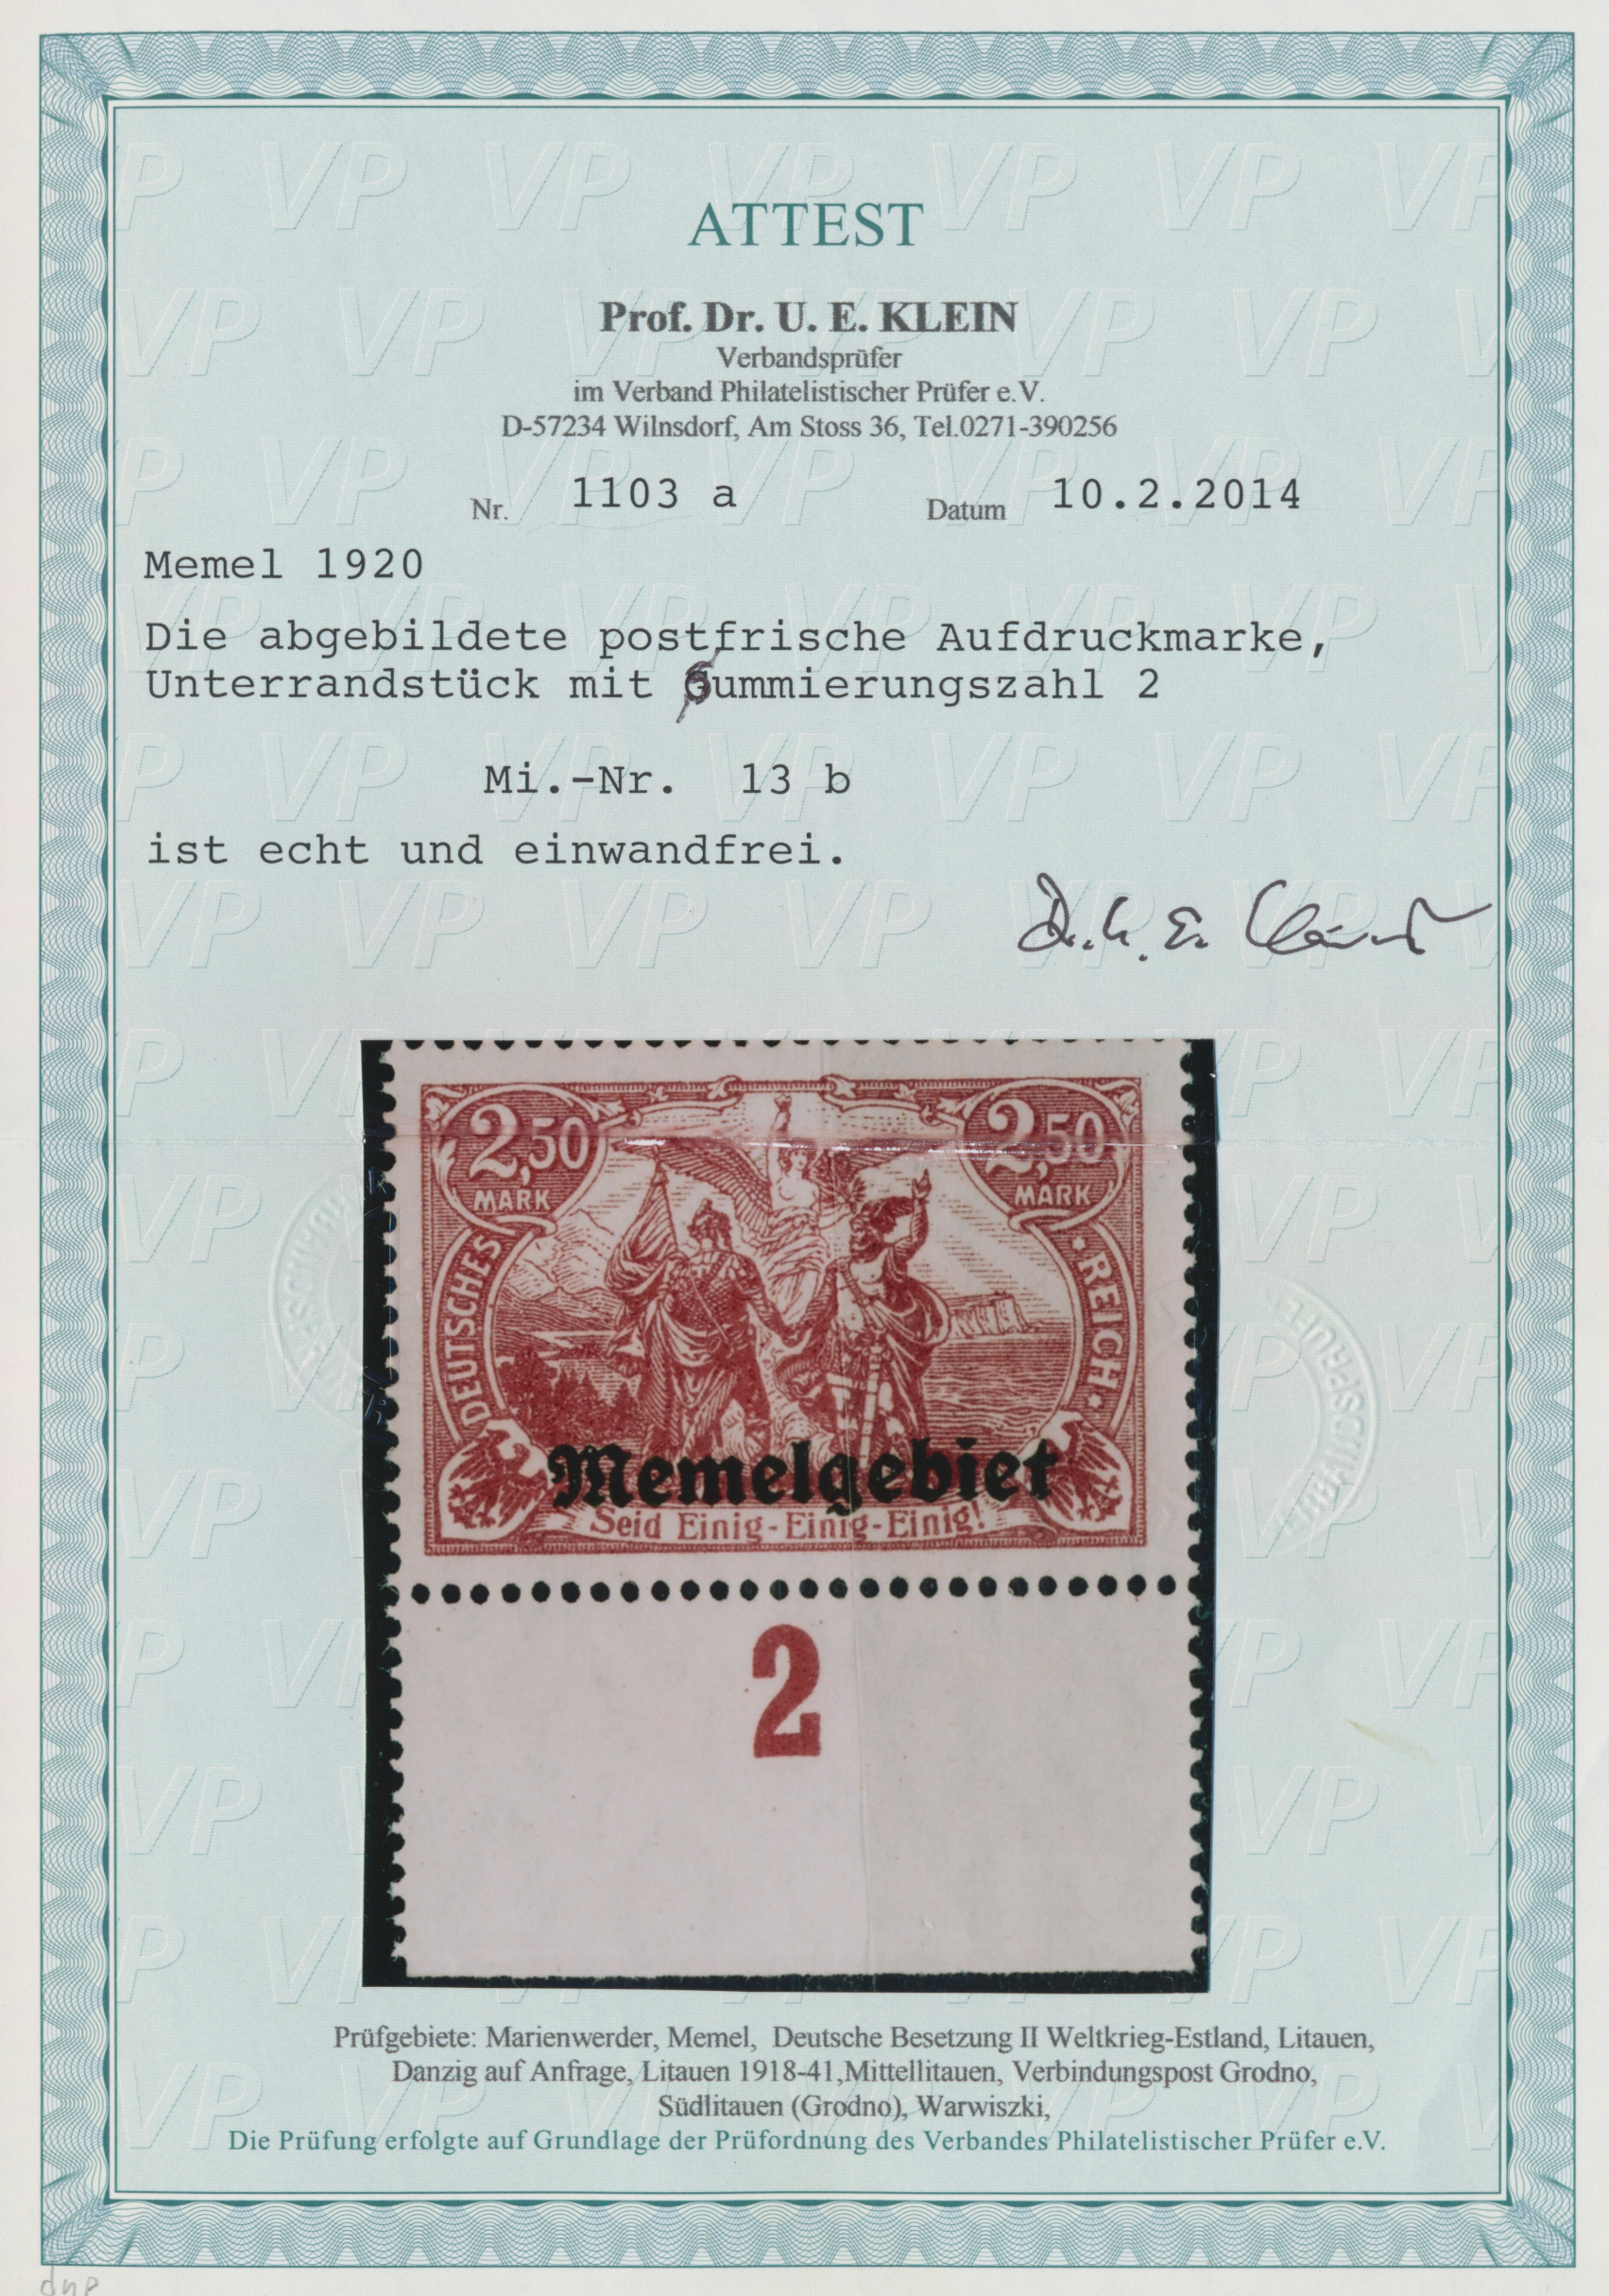 ATTEST
Prof. Dr. U. E. KLEIN
Verbandsprüfer
im Verband Philatelistischer Prüfer e.V.
D-57234 Wilnsdorf, Am Stoss 36, Tel.0271-390256
Nr. 1103 a Datum 10.2.2014
Memel 1920
Die abgebildete postfrische Aufdruckmarke,
Unterrandstück mit Gummierungszahl 2
Mi.-Nr. 13 b
ist echt und einwandfrei.
Dr. U. E. Klein
2,50 2,50
MARK MARK
DEUTSCHES REICH
Memelgebiet
Seid Einig-Einig-Einig!
2
Prüfgebiete: Marienwerder, Memel, Deutsche Besetzung II Weltkrieg-Estland, Litauen,
Danzig auf Anfrage, Litauen 1918-41,Mittellitauen, Verbindungspost Grodno,
Südlitauen (Grodno), Warwiszki,
Die Prüfung erfolgte auf Grundlage der Prüfordnung des Verbandes Philatelistischer Prüfer e.V.